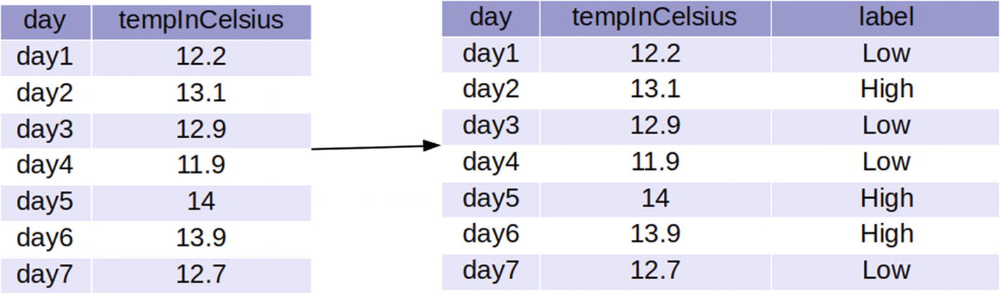 day tempInCelsius
day1 12.2
day2 13.1
day3 12.9
day4 11.9
day5 14
day6 13.9
day7 12.7
day tempInCelsius label
day1 12.2 Low
day2 13.1 High
day3 12.9 Low
day4 11.9 Low
day5 14 High
day6 13.9 High
day7 12.7 Low